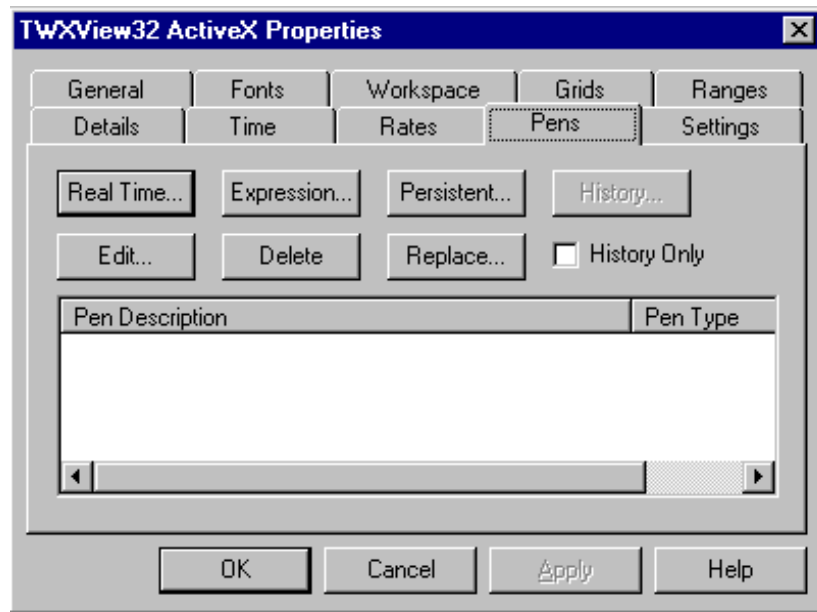 TWXView32 ActiveX Properties
General Fonts Workspace Grids Ranges
Details Time Rates Pens Settings
Real Time... Expression... Persistent... History...
Edit... Delete Replace... History Only
Pen Description Pen Type
OK Cancel Apply Help